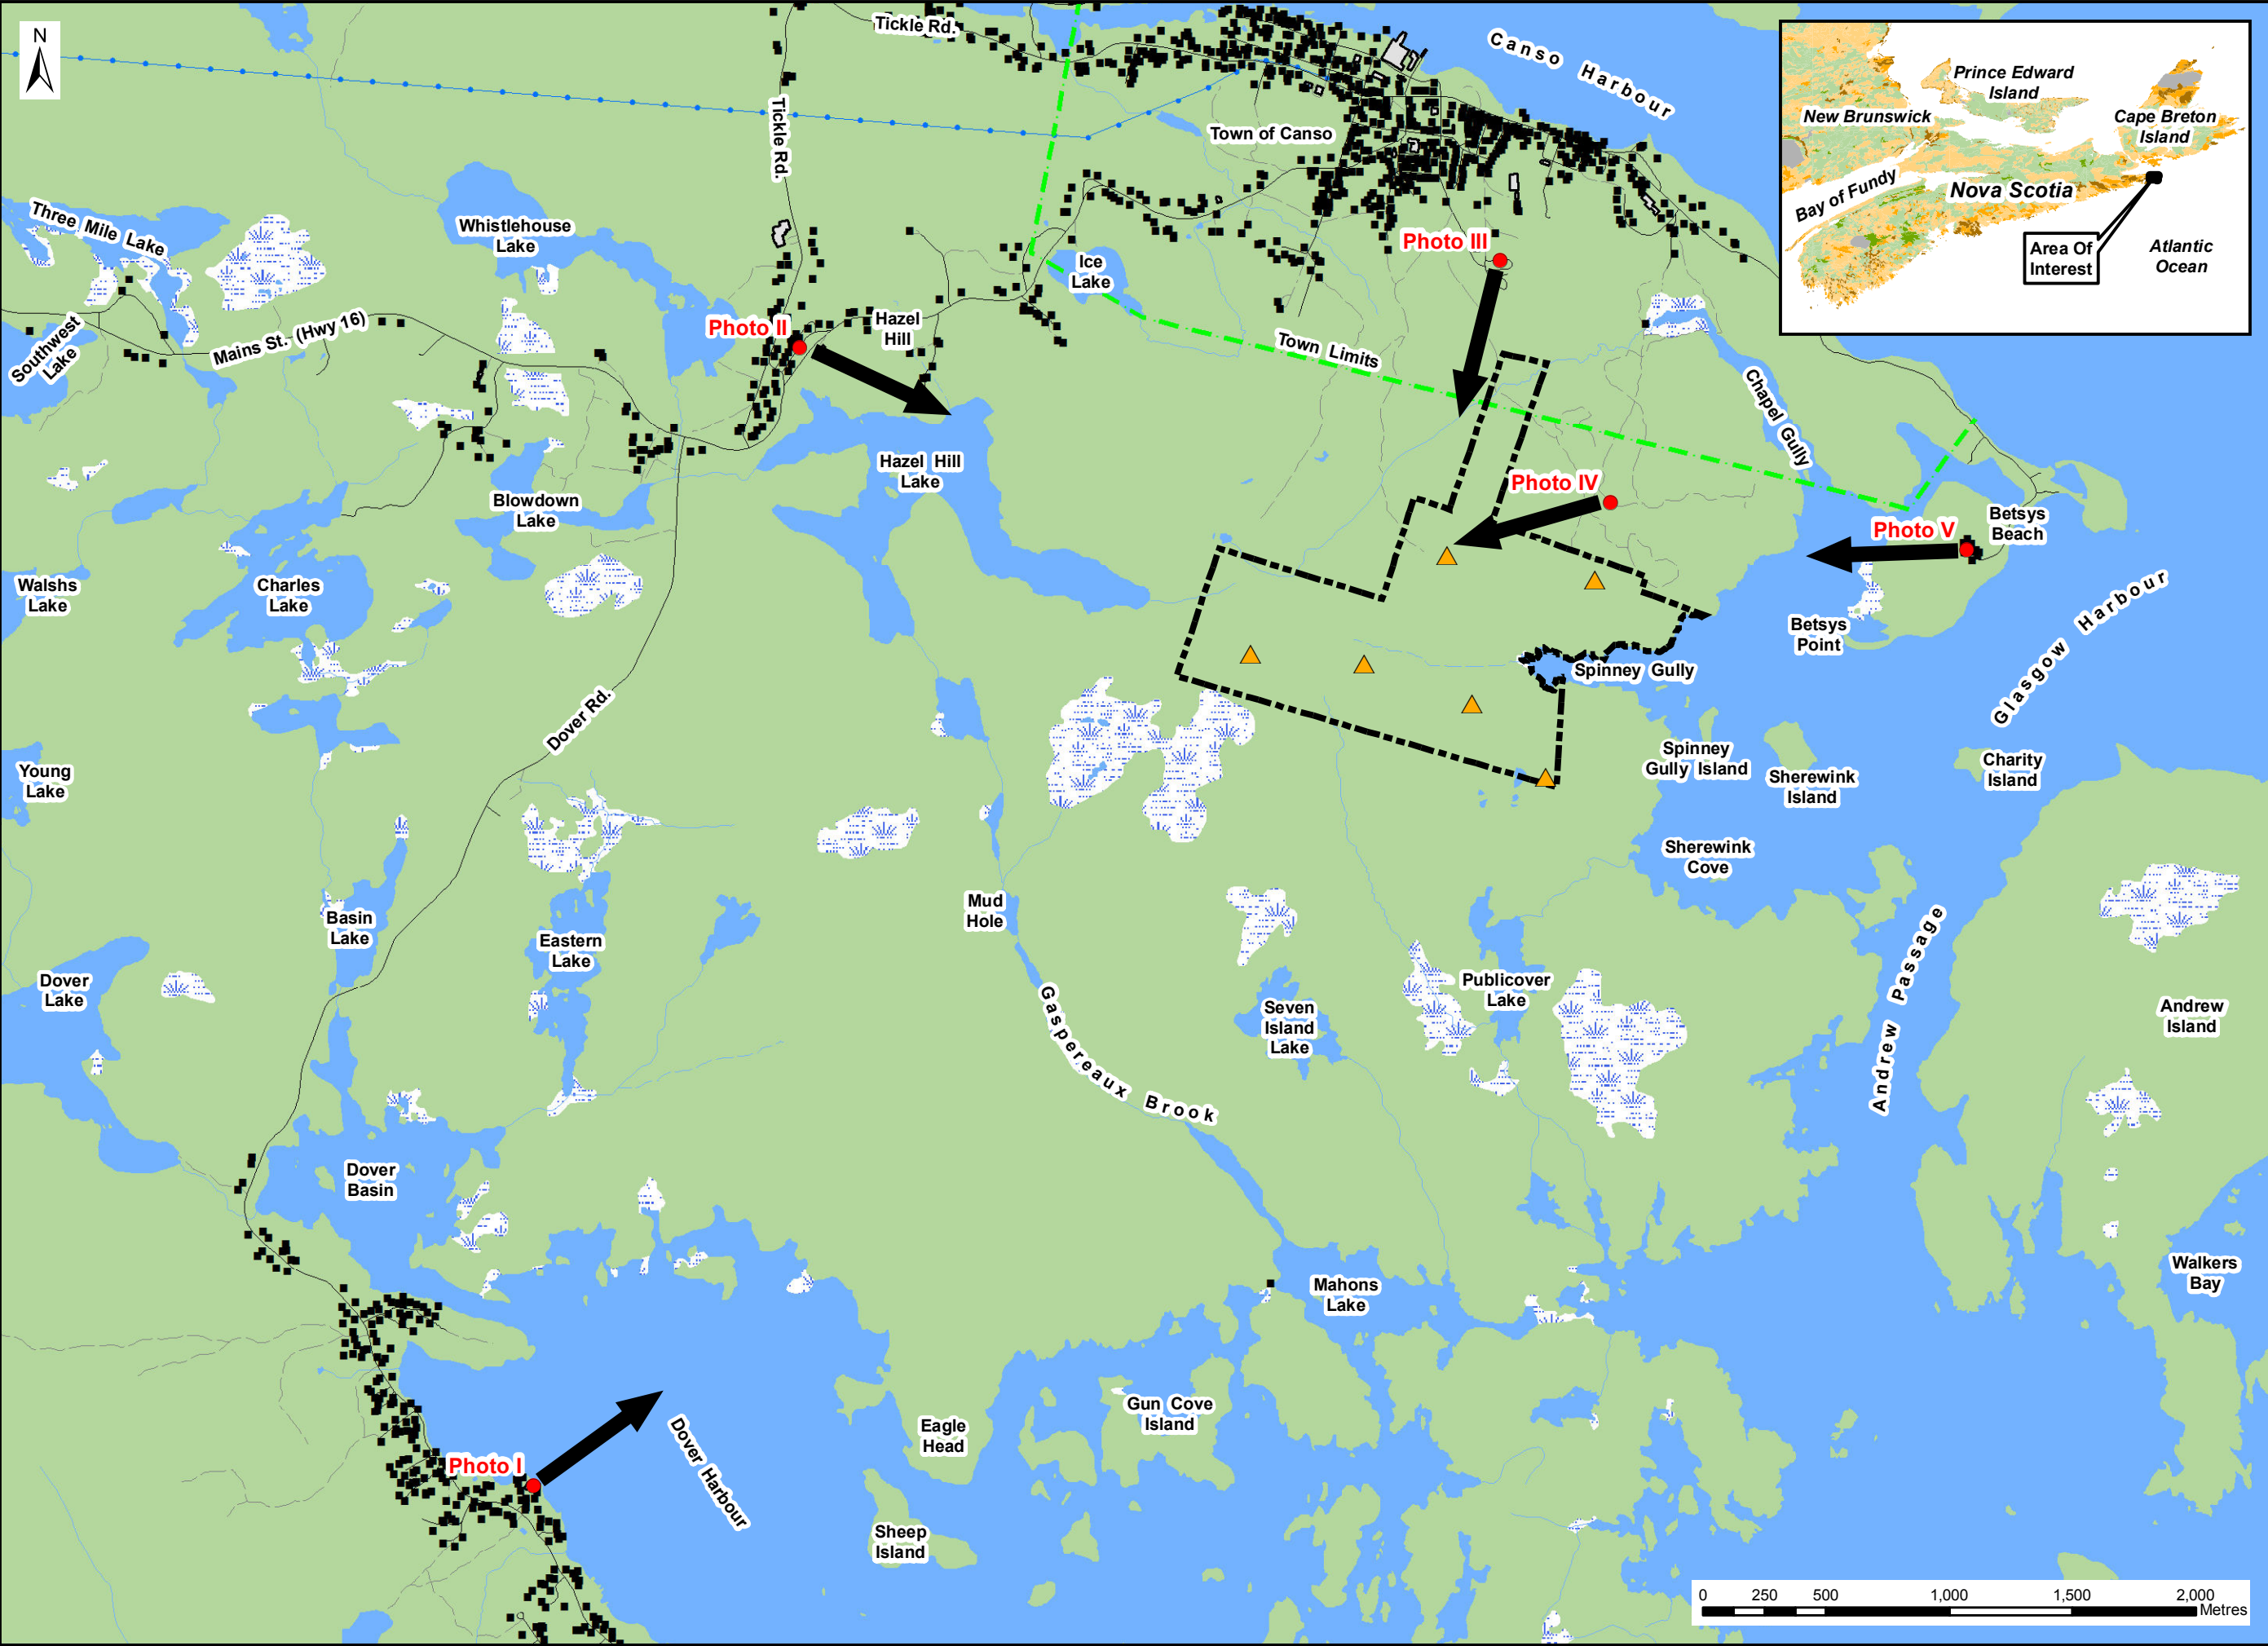 N
Tickle Rd.
Canso Harbour
Prince Edward
Island
New Brunswick
Cape Breton
Island
Bay of Fundy
Nova Scotia
Area Of
Interest
Atlantic
Ocean
Tickle Rd.
Town of Canso
Three Mile Lake
Whistlehouse
Lake
Ice
Lake
Photo III
Photo II
Hazel
Hill
Mains St. (Hwy 16)
Southwest
Lake
Town Limits
Chapel Gully
Hazel Hill
Lake
Photo IV
Blowdown
Lake
Photo V
Betsys
Beach
Walshs
Lake
Charles
Lake
Betsys
Point
Glasgow Harbour
Spinney Gully
Dover Rd.
Spinney
Gully Island
Sherewink
Island
Charity
Island
Young
Lake
Sherewink
Cove
Mud
Hole
Basin
Lake
Eastern
Lake
Dover
Lake
Publicover
Lake
Andrew Passage
Seven
Island
Lake
Andrew
Island
Gaspereaux Brook
Dover
Basin
Mahons
Lake
Walkers
Bay
Gun Cove
Island
Eagle
Head
Photo I
Dover Harbour
Sheep
Island
0 250 500 1,000 1,500 2,000
Metres